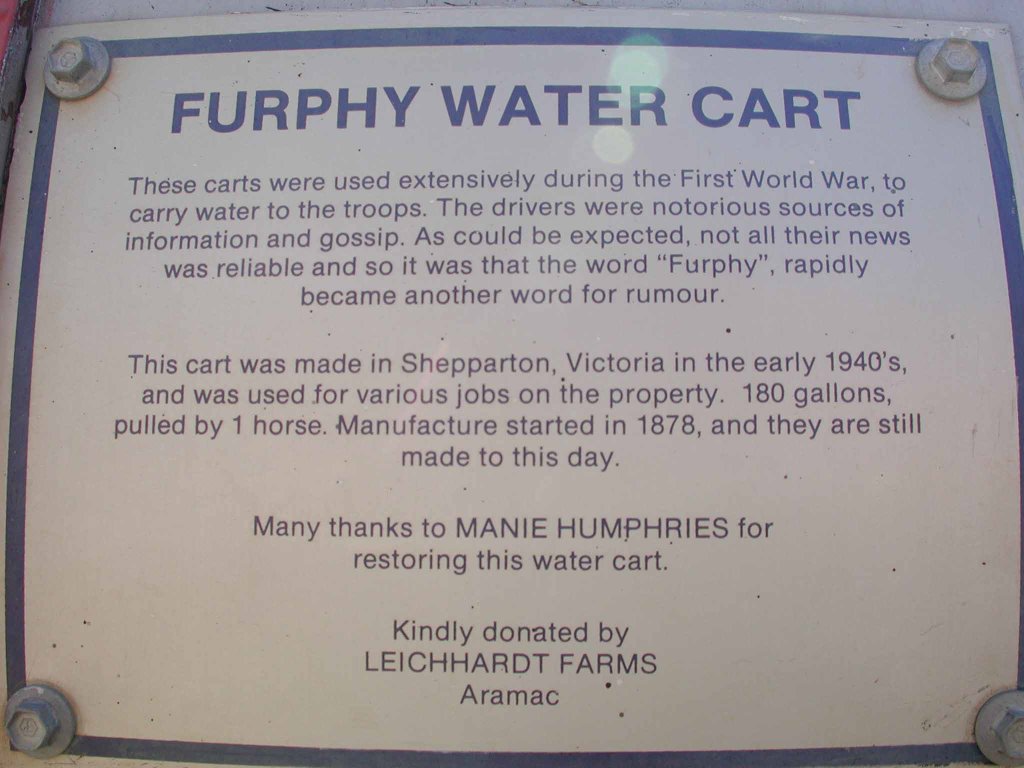 FURPHY WATER CART
These carts were used extensively during the First World War, to
carry water to the troops. The drivers were notorious sources of
information and gossip. As could be expected, not all their news
was reliable and so it was that the word “Furphy”, rapidly
became another word for rumour.
This cart was made in Shepparton, Victoria in the early 1940's,
and was used for various jobs on the property. 180 gallons,
pulled by 1 horse. Manufacture started in 1878, and they are still
made to this day.
Many thanks to MANIE HUMPHRIES for
restoring this water cart.
Kindly donated by
LEICHHARDT FARMS
Aramac